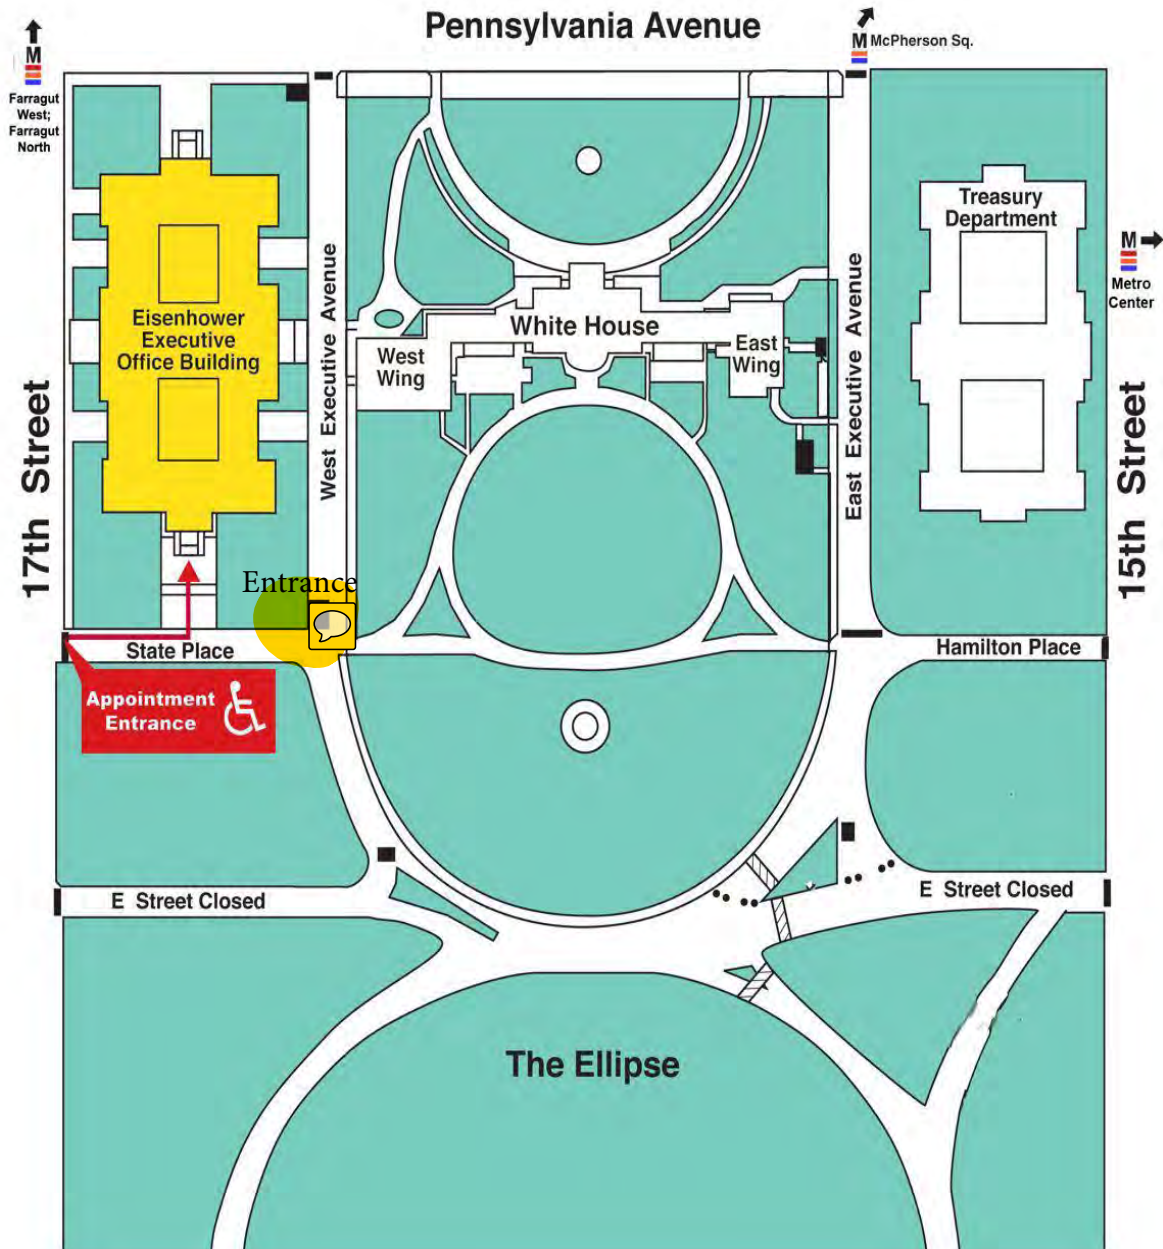 Pennsylvania Avenue
M
McPherson Sq.
M
Farragut
West;
Farragut
North
Treasury
Department
M
Metro
Center
Eisenhower
Executive
Office Building
White House
West
Wing
East
Wing
West Executive Avenue
East Executive Avenue
17th Street
15th Street
Entrance
State Place
Hamilton Place
Appointment
Entrance
E Street Closed
E Street Closed
The Ellipse